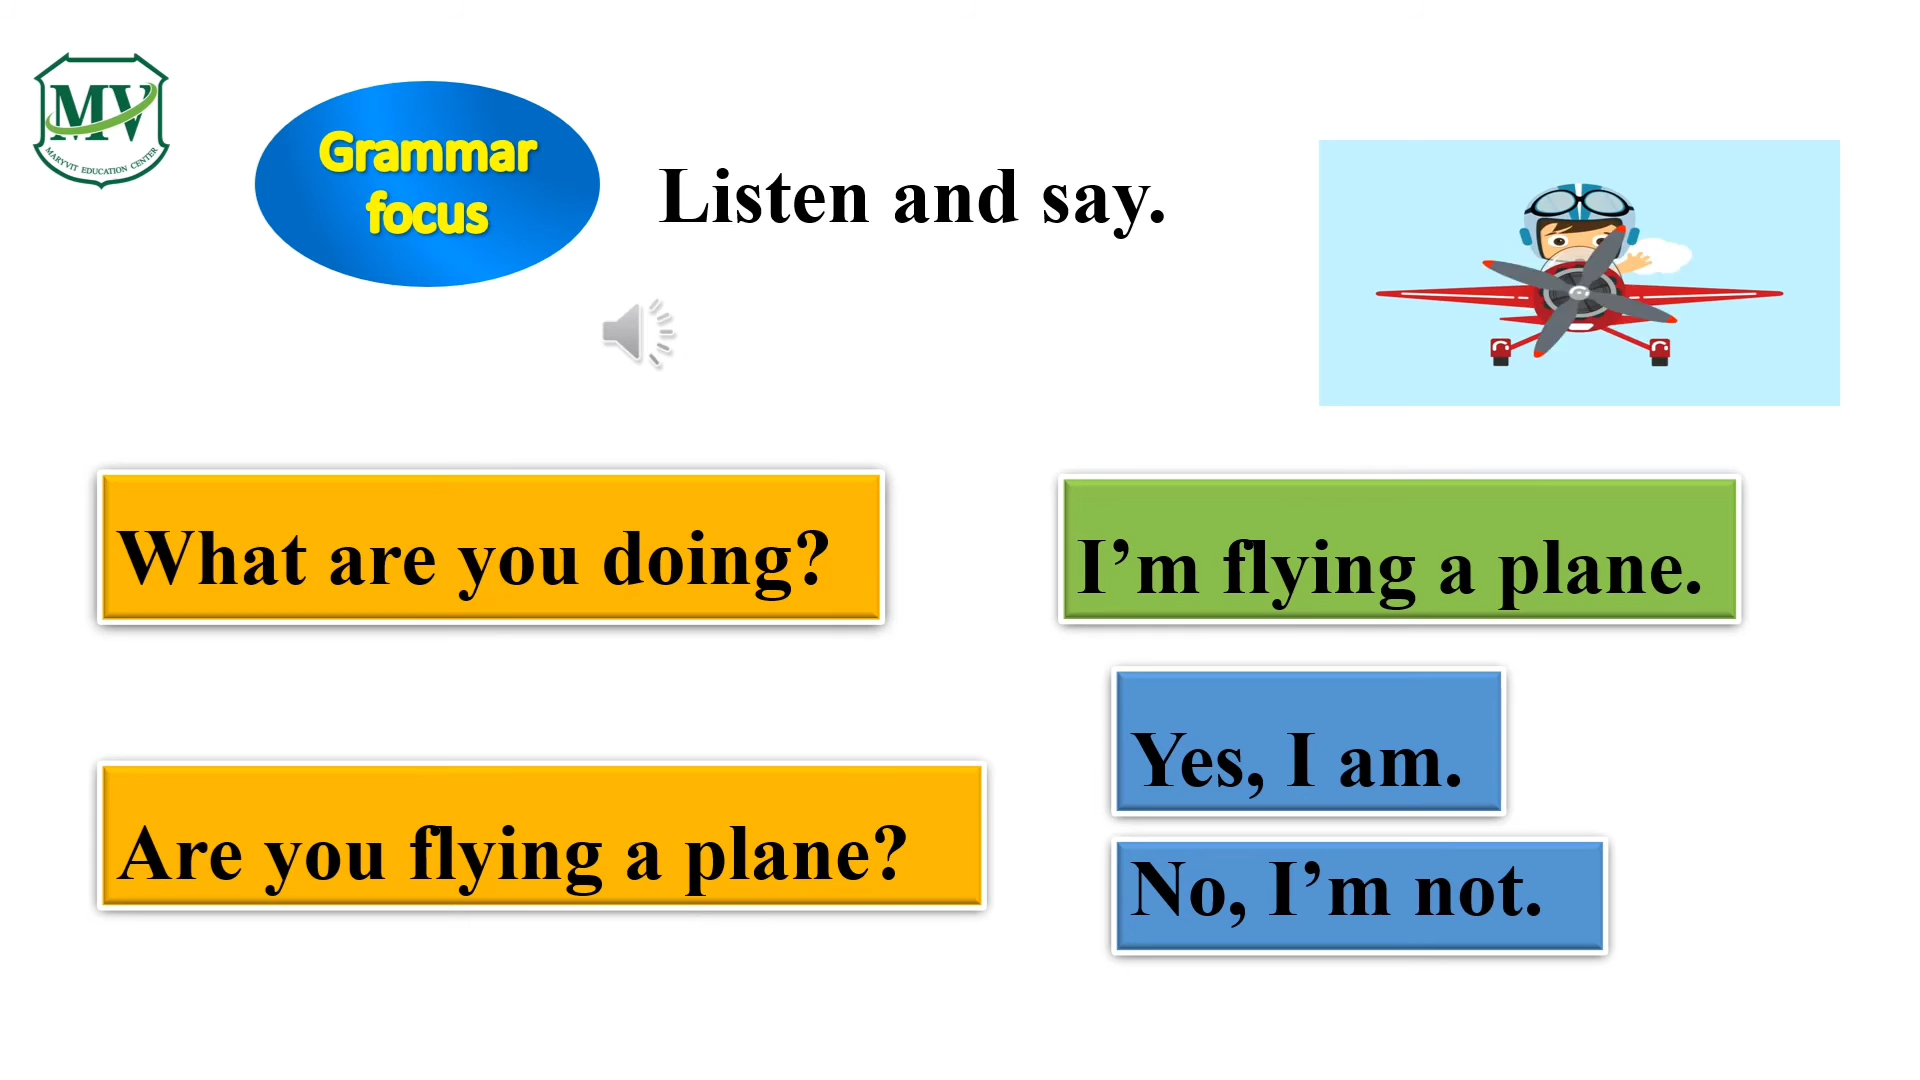 MV
MARYVIT EDUCATION CENTER
Grammar
focus
Listen and say.
What are you doing?
I’m flying a plane.
Yes, I am.
Are you flying a plane?
No, I’m not.